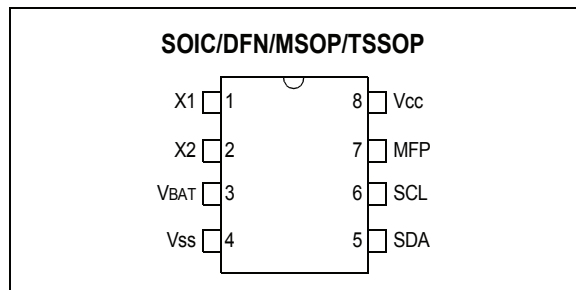 SOIC/DFN/MSOP/TSSOP
X1 1 8 Vcc
X2 2 7 MFP
VBAT 3 6 SCL
Vss 4 5 SDA